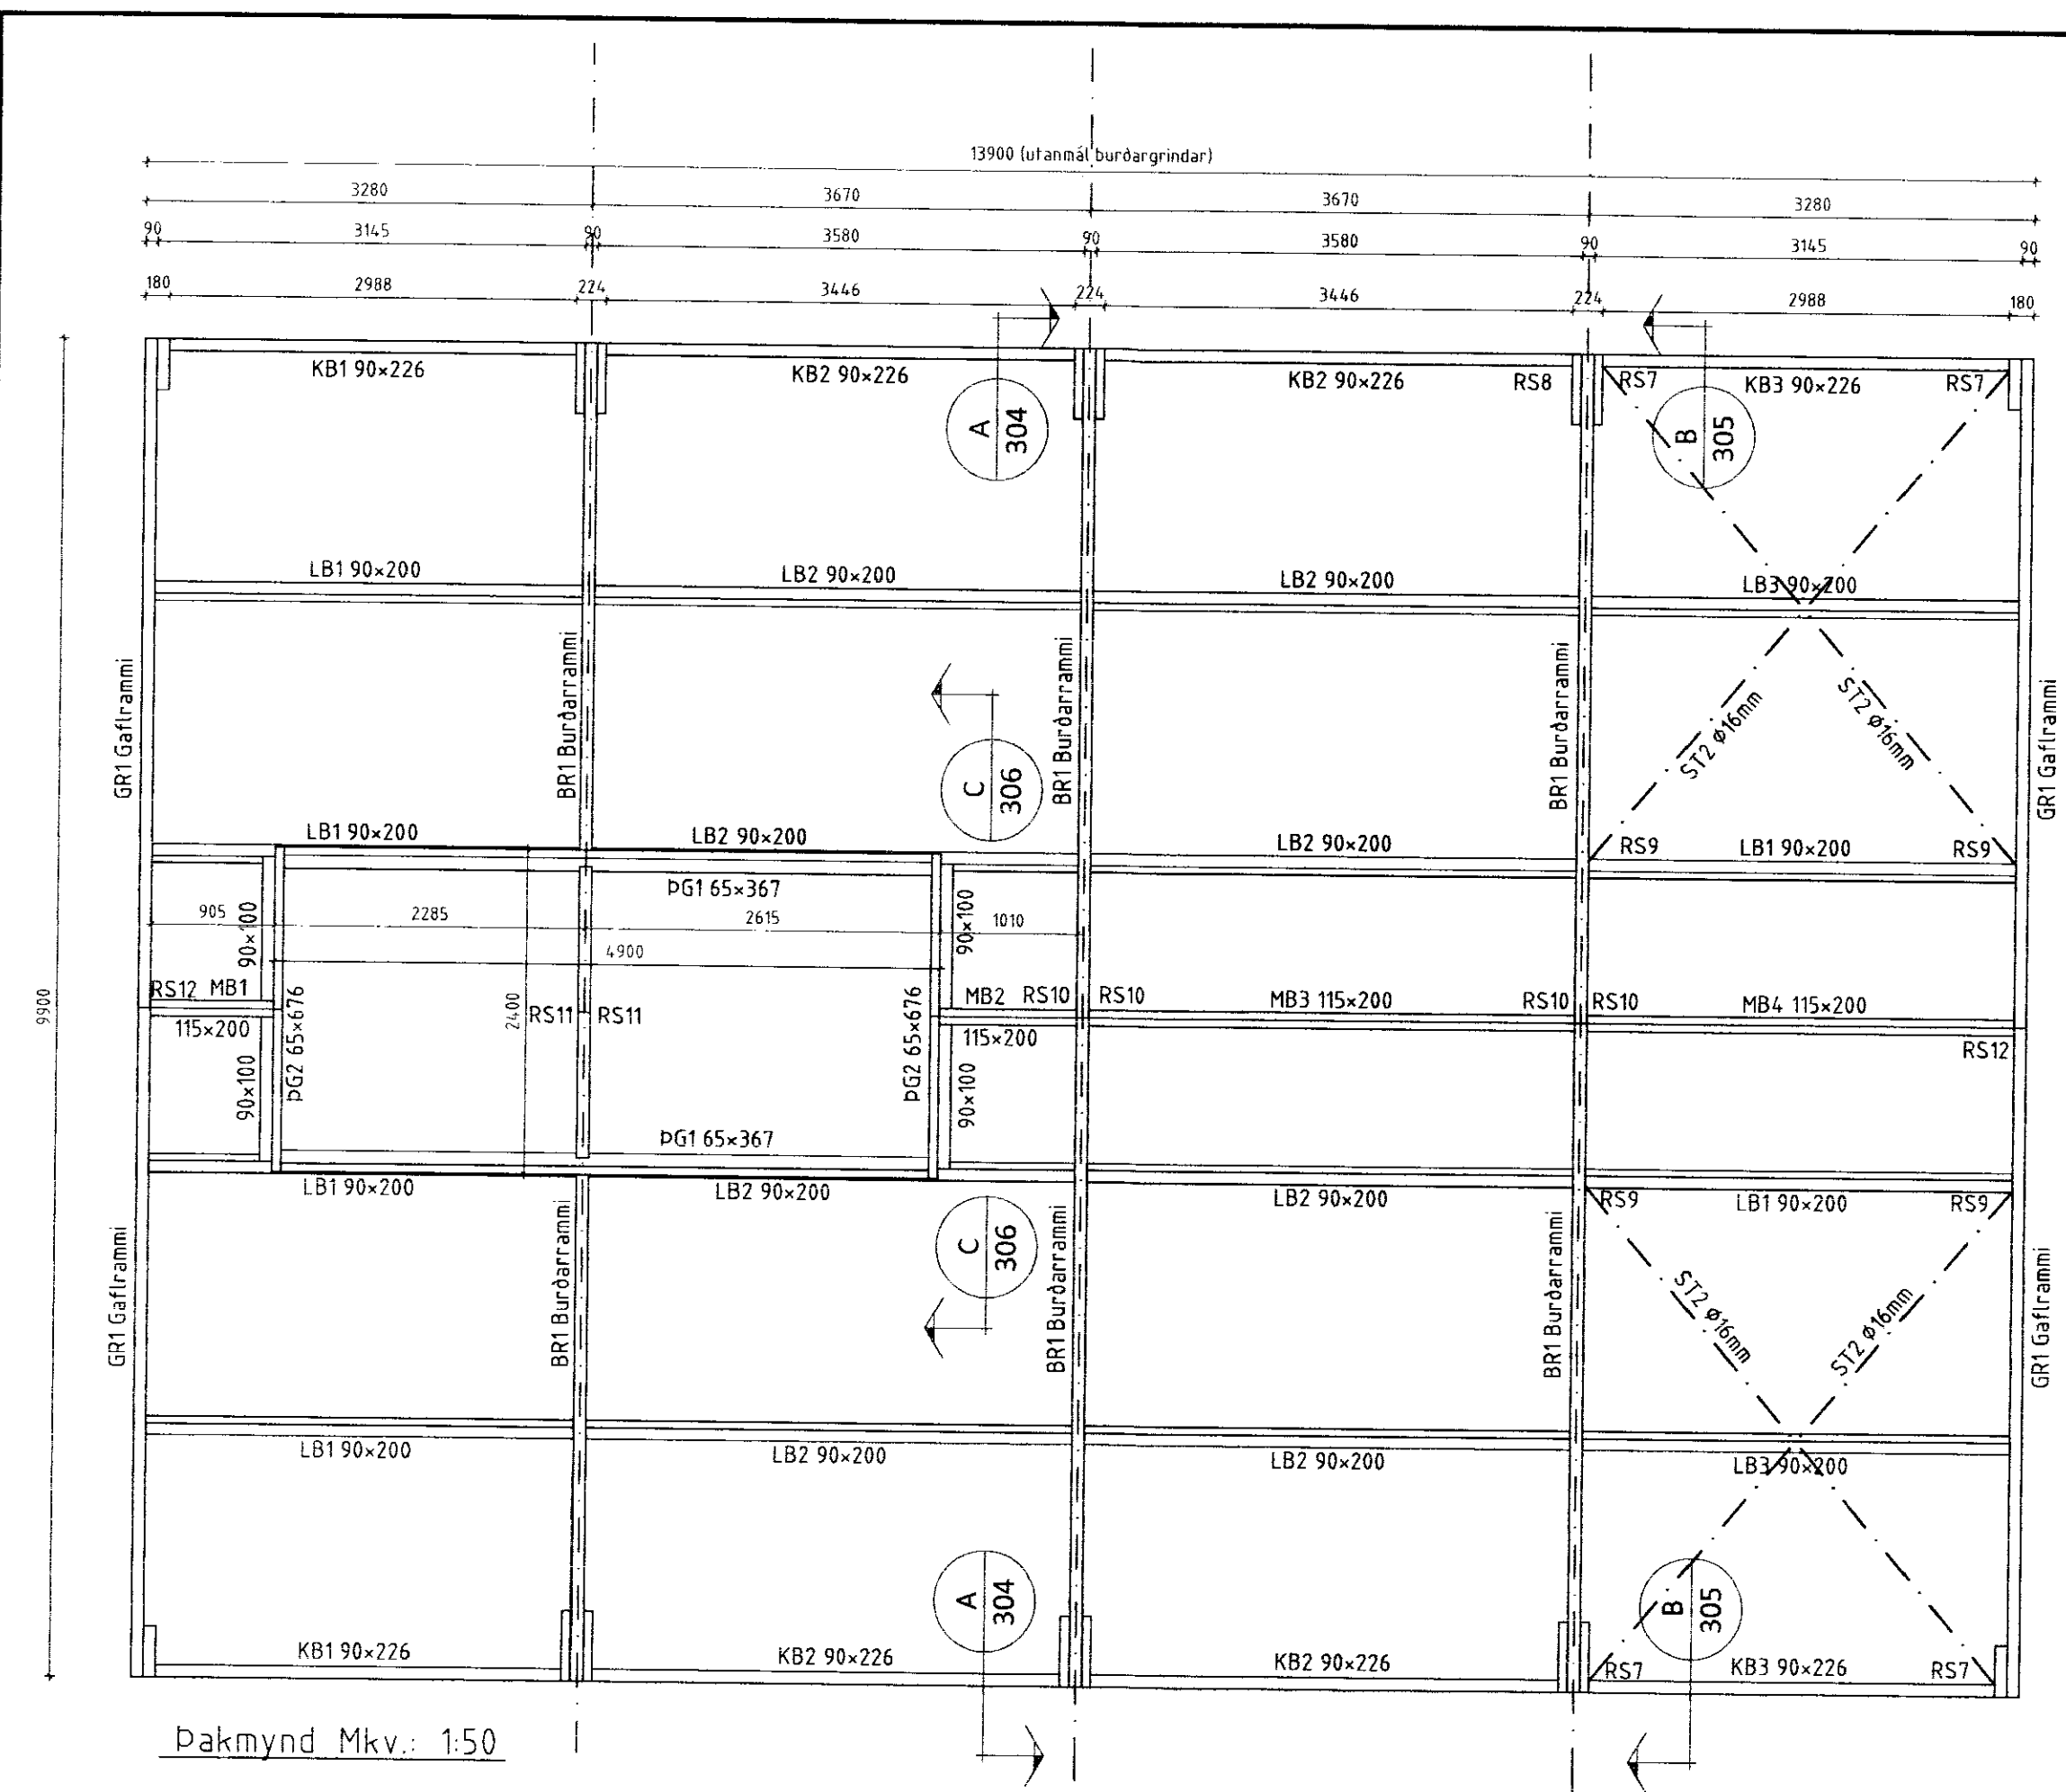 13900 (utanmál burðargrindar)
3280 3670 3670 3280
90 3145 90 3580 90 3580 90 3145 90
180 2988 224 3446 224 3446 224 2988 180
KB1 90×226 KB2 90×226 KB2 90×226 RS8 RS7 KB3 90×226 RS7
A 304
B 305
LB1 90×200 LB2 90×200 LB2 90×200 LB3 90×200
GR1 Gaflrammi BR1 Burðarrammi BR1 Burðarrammi BR1 Burðarrammi GR1 Gaflrammi
ST2 ø16mm ST2 ø16mm
C 306
LB1 90×200 LB2 90×200 LB2 90×200 RS9 LB1 90×200 RS9
ÞG1 65×367
905 2285 2615 1010
90×100 90×100
4900
9900
RS12 MB1 MB2 RS10 RS10 MB3 115×200 RS10 RS10 MB4 115×200
2400
RS11 RS11
115×200 115×200 RS12
ÞG2 65×676 ÞG2 65×676
90×100 90×100
ÞG1 65×367
LB1 90×200 LB2 90×200 LB2 90×200 RS9 LB1 90×200 RS9
C 306
GR1 Gaflrammi BR1 Burðarrammi BR1 Burðarrammi BR1 Burðarrammi GR1 Gaflrammi
ST2 ø16mm ST2 ø16mm
LB1 90×200 LB2 90×200 LB2 90×200 LB3 90×200
A 304
B 305
KB1 90×226 KB2 90×226 KB2 90×226 RS7 KB3 90×226 RS7
Þakmynd Mkv.: 1:50